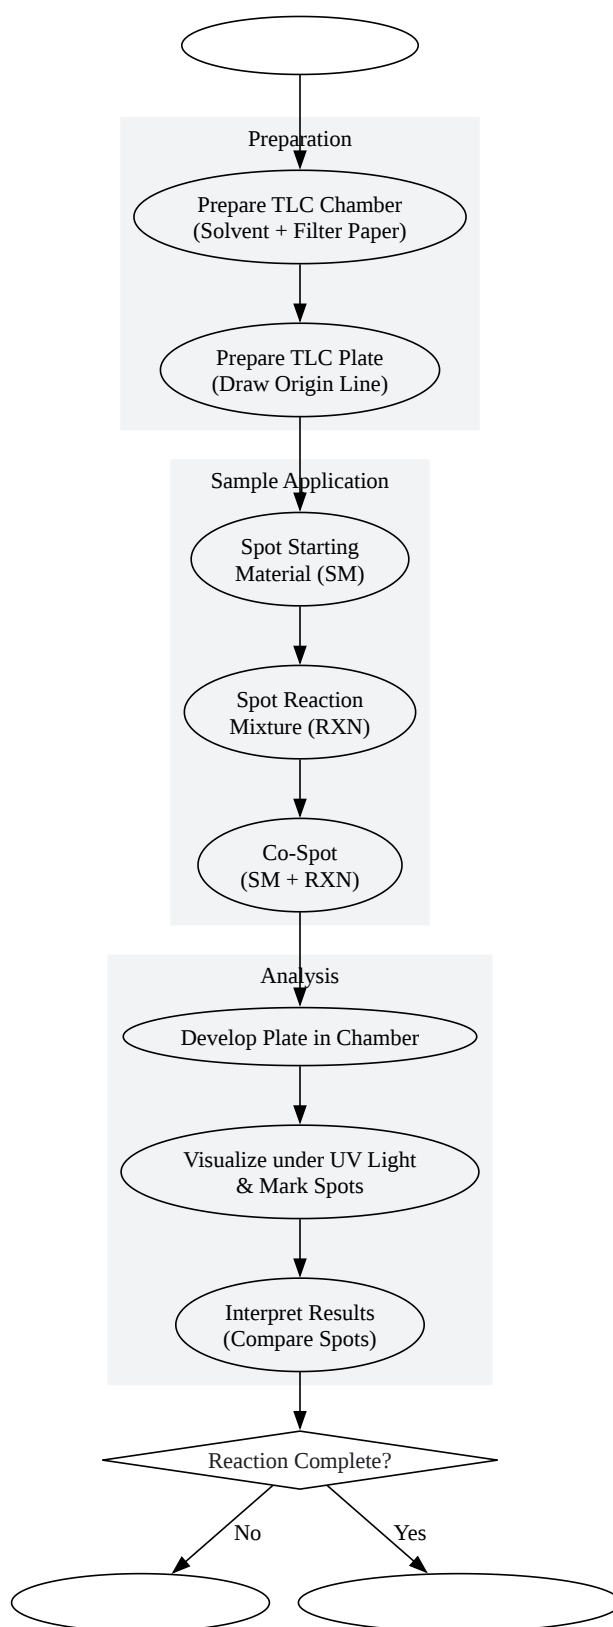 Preparation
Prepare TLC Chamber
(Solvent + Filter Paper)
Prepare TLC Plate
(Draw Origin Line)
Sample Application
Spot Starting
Material (SM)
Spot Reaction
Mixture (RXN)
Co-Spot
(SM + RXN)
Analysis
Develop Plate in Chamber
Visualize under UV Light
& Mark Spots
Interpret Results
(Compare Spots)
Reaction Complete?
No
Yes